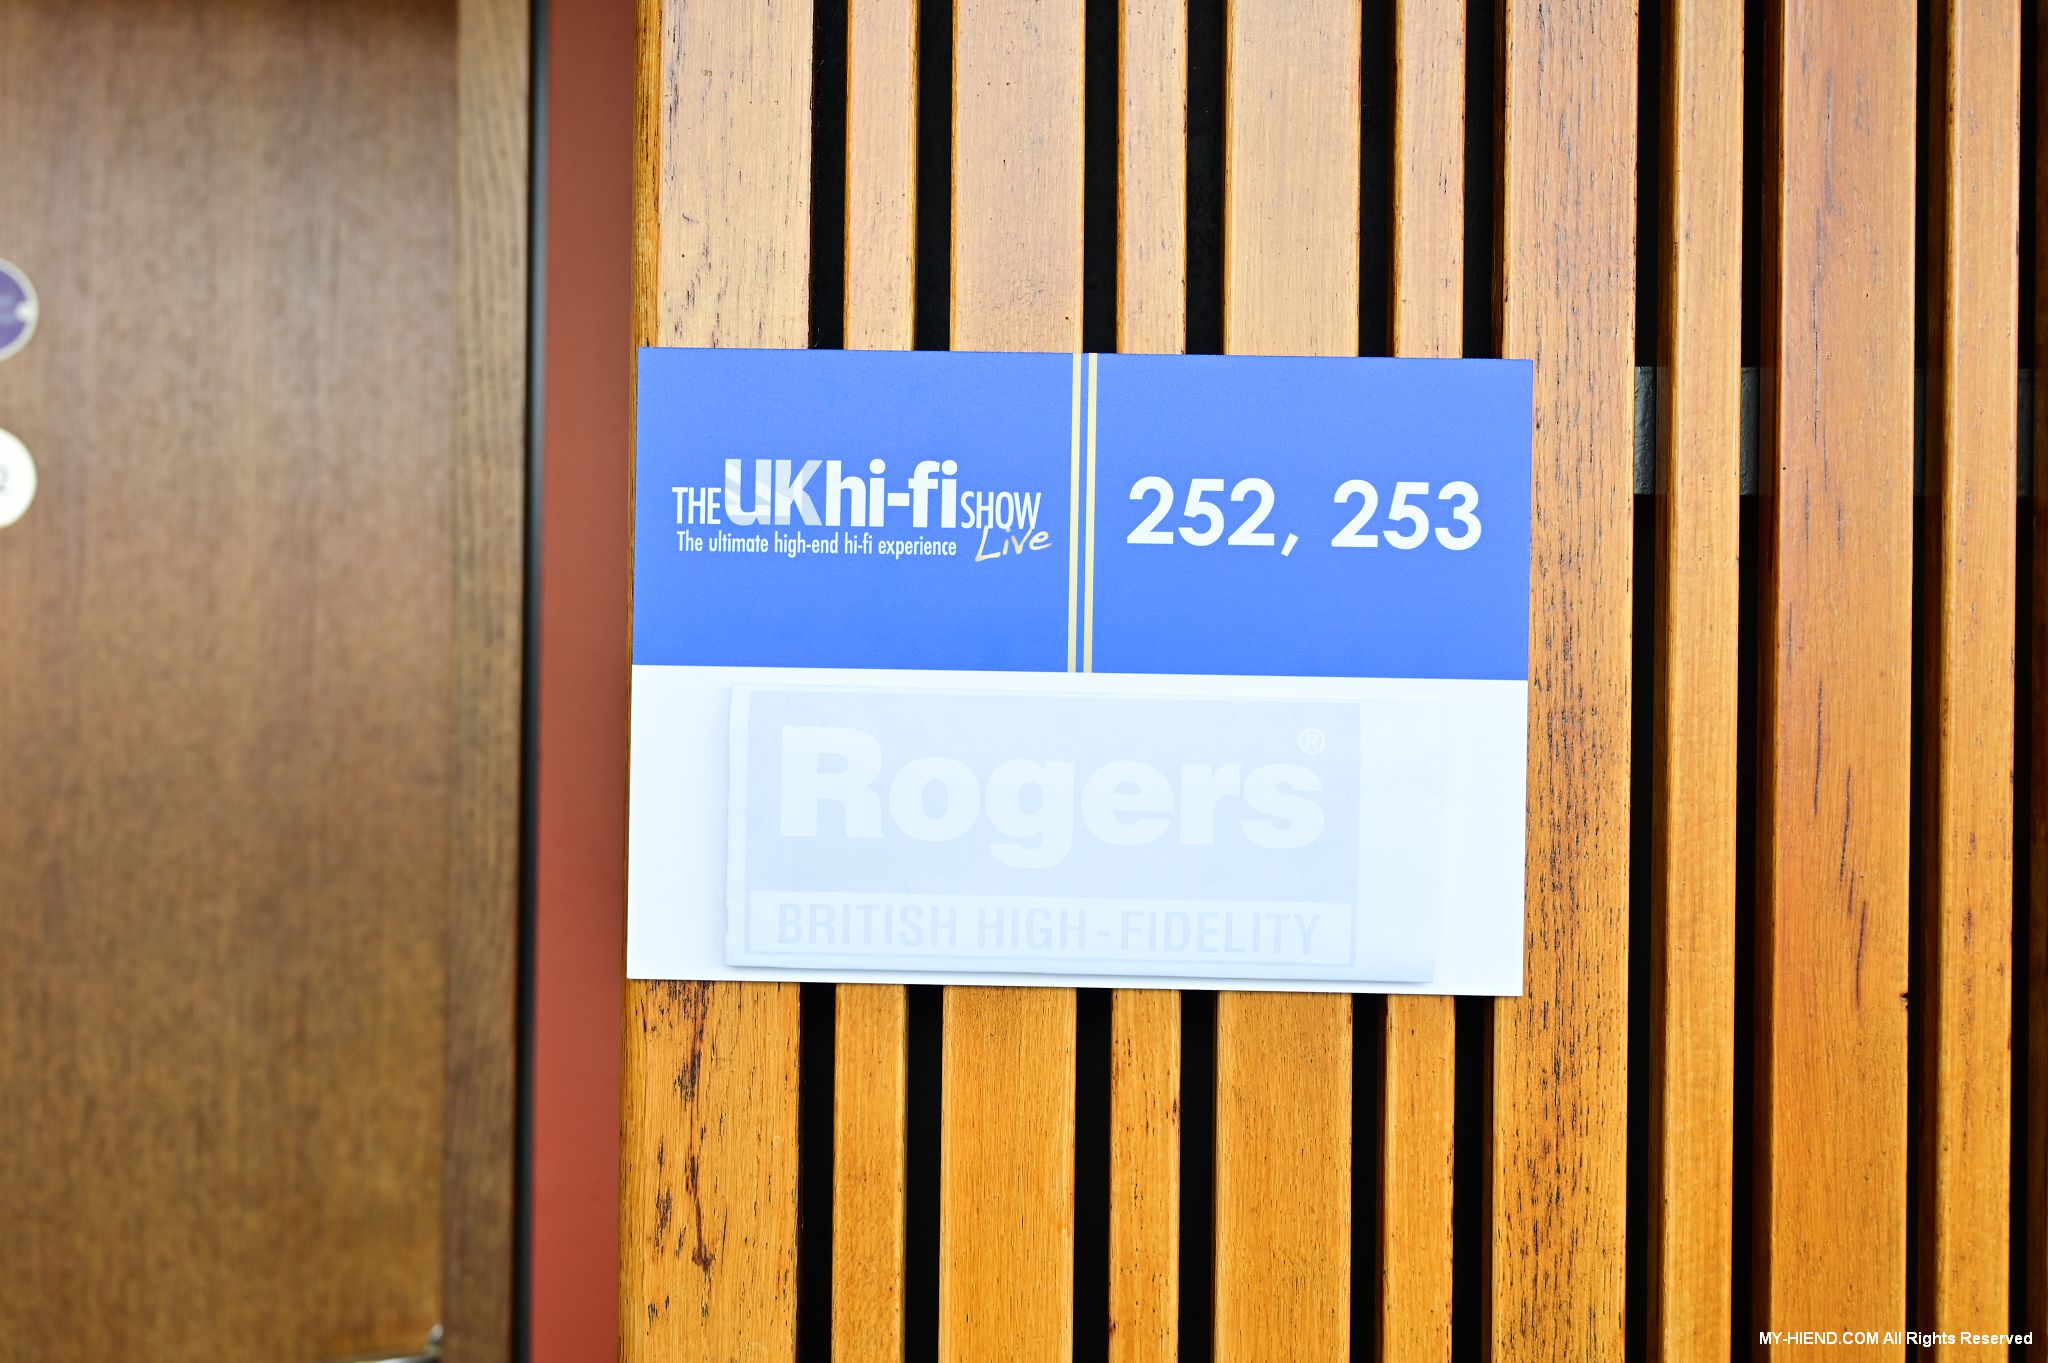 THE UK hi-fi SHOW
Live
The ultimate high-end hi-fi experience
252, 253
Rogers®
BRITISH HIGH-FIDELITY
MY-HIEND.COM All Rights Reserved